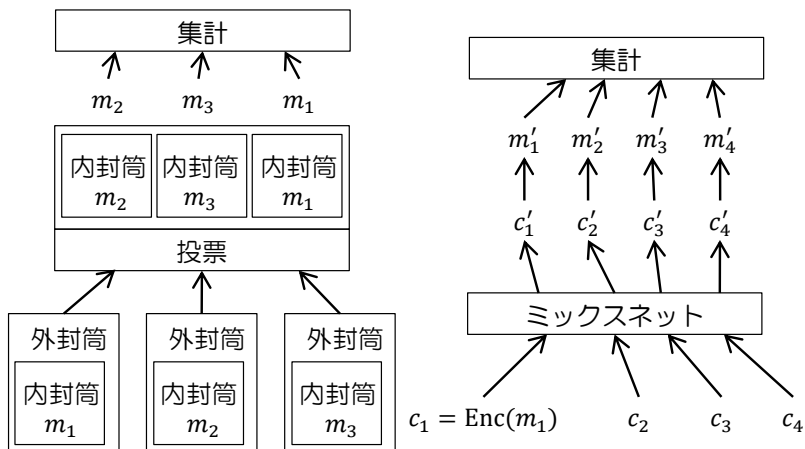 集計
m₂ m₃ m₁
内封筒 内封筒 内封筒
m₂ m₃ m₁
投票
外封筒 外封筒 外封筒
内封筒 内封筒 内封筒
m₁ m₂ m₃
集計
m′₁ m′₂ m′₃ m′₄
c′₁ c′₂ c′₃ c′₄
ミックスネット
c₁ = Enc(m₁) c₂ c₃ c₄